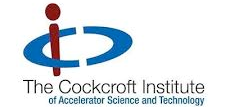 The Cockcroft Institute
of Accelerator Science and Technology